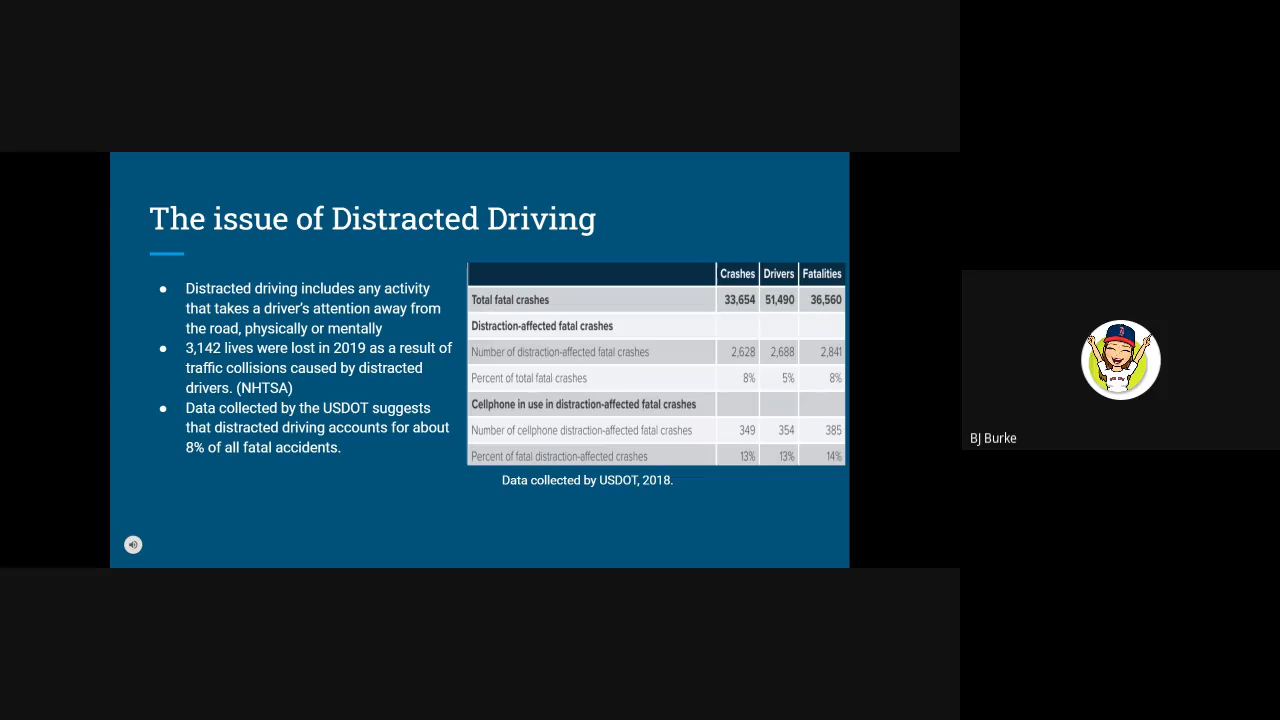 The issue of Distracted Driving
● Distracted driving includes any activity
that takes a driver's attention away from
the road, physically or mentally
● 3,142 lives were lost in 2019 as a result of
traffic collisions caused by distracted
drivers. (NHTSA)
● Data collected by the USDOT suggests
that distracted driving accounts for about
8% of all fatal accidents.
Crashes Drivers Fatalities
Total fatal crashes 33,654 51,490 36,560
Distraction-affected fatal crashes
Number of distraction-affected fatal crashes 2,628 2,688 2,841
Percent of total fatal crashes 8% 5% 8%
Cellphone in use in distraction-affected fatal crashes
Number of cellphone distraction-affected fatal crashes 349 354 385
Percent of fatal distraction-affected crashes 13% 13% 14%
Data collected by USDOT, 2018.
BJ Burke